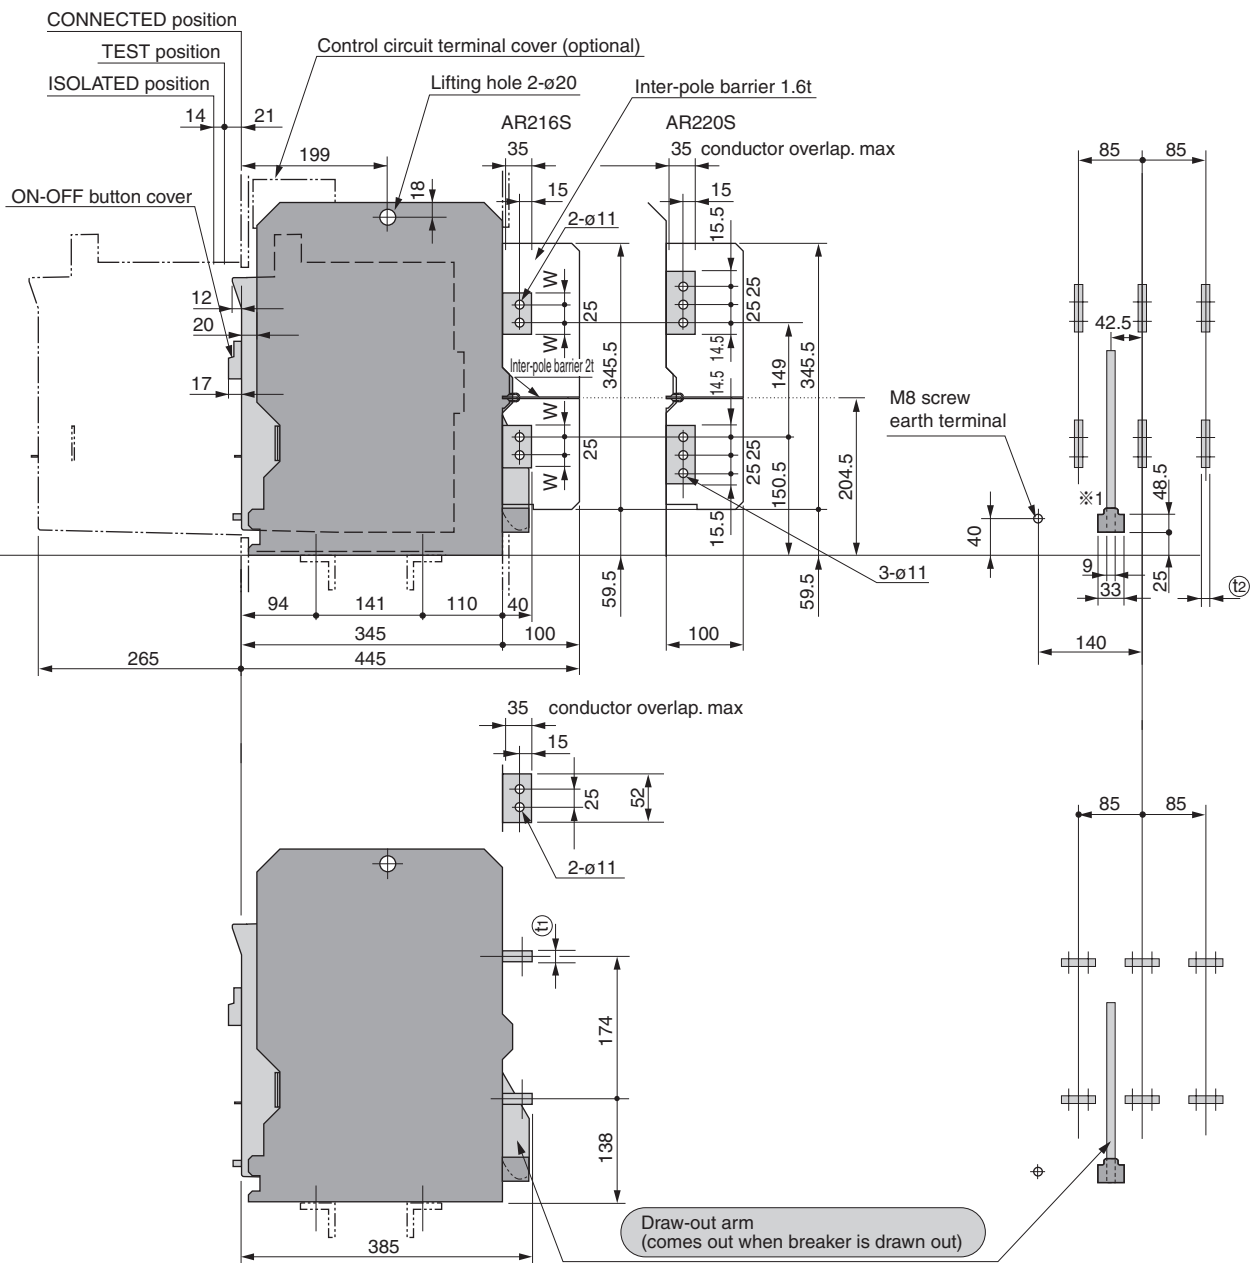 CONNECTED position
TEST position
ISOLATED position
Control circuit terminal cover (optional)
Lifting hole 2-ø20
Inter-pole barrier 1.6t
14
21
AR216S
AR220S
199
35
35 conductor overlap. max
85
85
ON-OFF button cover
18
15
15
2-ø11
15.5
W
25
W
25 25
12
20
17
345.5
14.5
14.5
149
345.5
42.5
Inter-pole barrier 2t
M8 screw
earth terminal
W
25
W
25 25
15.5
150.5
204.5
※1
48.5
40
59.5
59.5
3-ø11
9
33
25
t2
94
141
110
40
345
100
100
265
445
140
35 conductor overlap. max
15
25
52
2-ø11
85
85
t1
174
138
Draw-out arm
(comes out when breaker is drawn out)
385